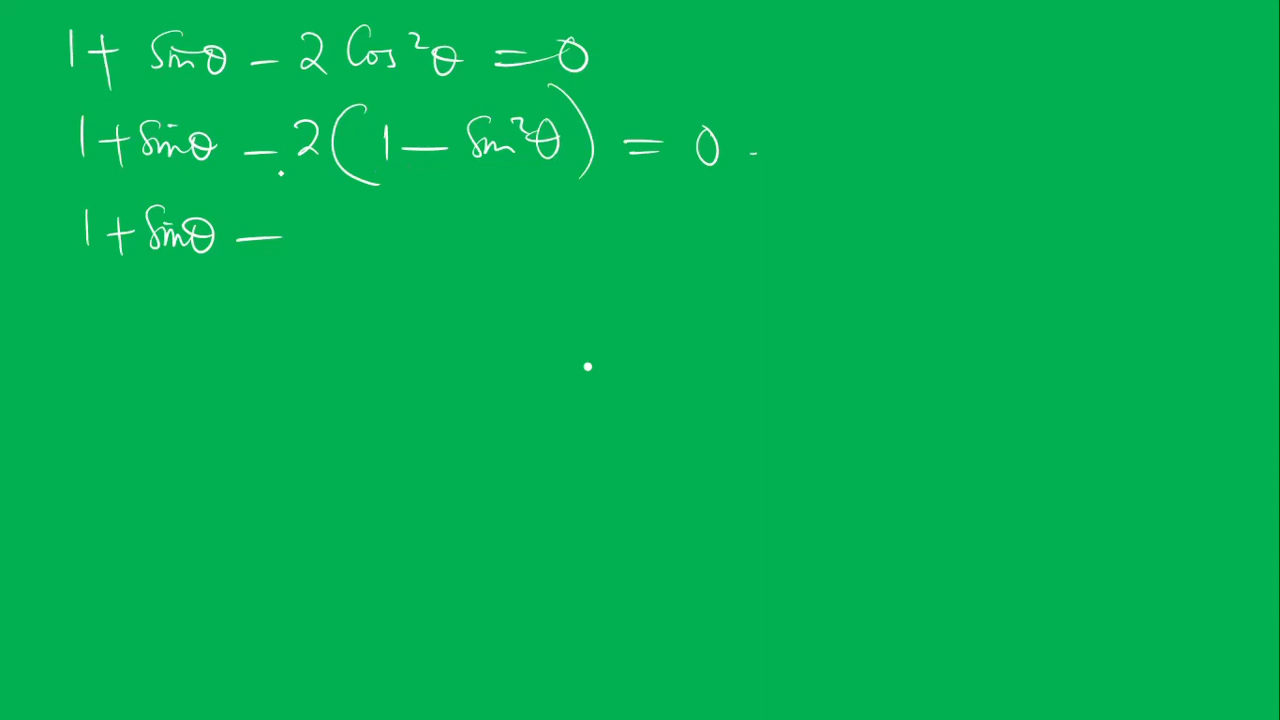 1 + sinθ - 2 Cos²θ = 0
1 + sinθ - 2(1 - sin²θ) = 0
1 + sinθ -